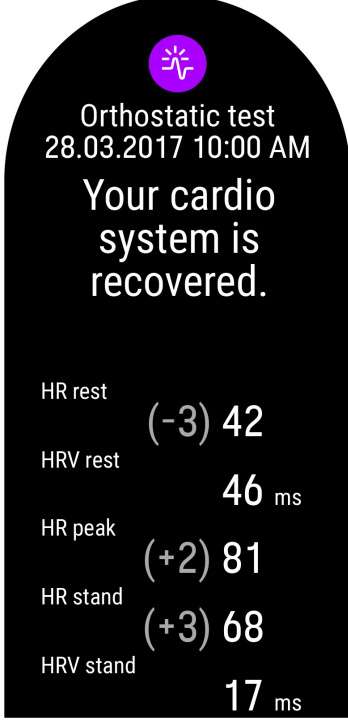 Orthostatic test
28.03.2017 10:00 AM
Your cardio
system is
recovered.
HR rest
(-3) 42
HRV rest
46 ms
HR peak
(+2) 81
HR stand
(+3) 68
HRV stand
17 ms